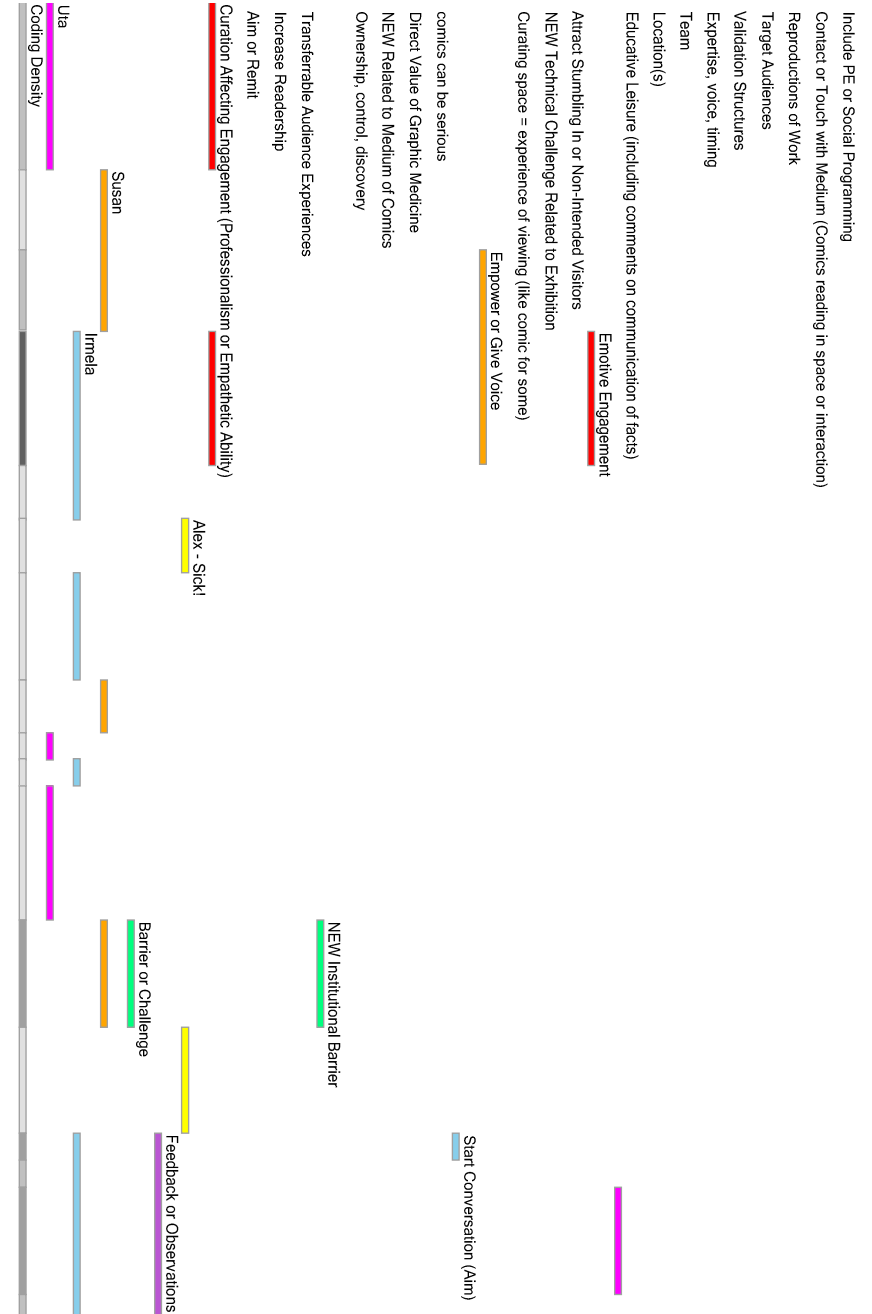 Include PE or Social Programming
Contact or Touch with Medium (Comics reading in space or interaction)
Reproductions of Work
Target Audiences
Validation Structures
Expertise, voice, timing
Team
Location(s)
Educative Leisure (including comments on communication of facts)
Emotive Engagement
Attract Stumbling In or Non-Intended Visitors
NEW Technical Challenge Related to Exhibition
Curating space = experience of viewing (like comic for some)
Empower or Give Voice
Start Conversation (Aim)
comics can be serious
Direct Value of Graphic Medicine
NEW Related to Medium of Comics
Ownership, control, discovery
NEW Institutional Barrier
Transferrable Audience Experiences
Increase Readership
Aim or Remit
Curation Affecting Engagement (Professionalism or Empathetic Ability)
Alex - Sick!
Feedback or Observations
Barrier or Challenge
Susan
Irmela
Uta
Coding Density